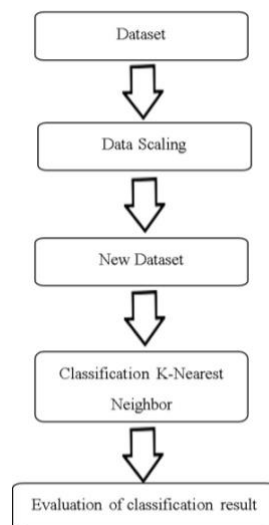 Dataset
Data Scaling
New Dataset
Classification K-Nearest
Neighbor
Evaluation of classification result